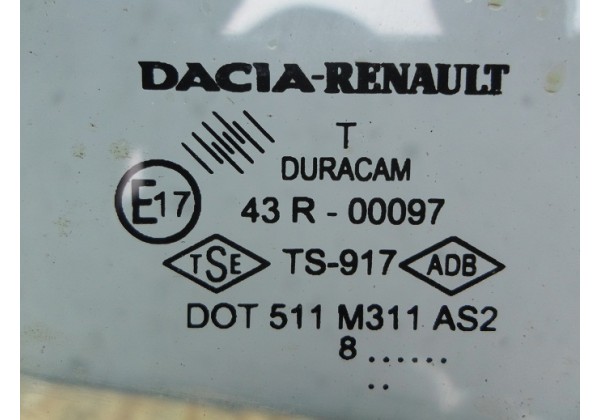 DACIA-RENAULT
T
DURACAM
E17 43 R - 00097
TSE TS-917 ADB
DOT 511 M311 AS2
8 ......
..